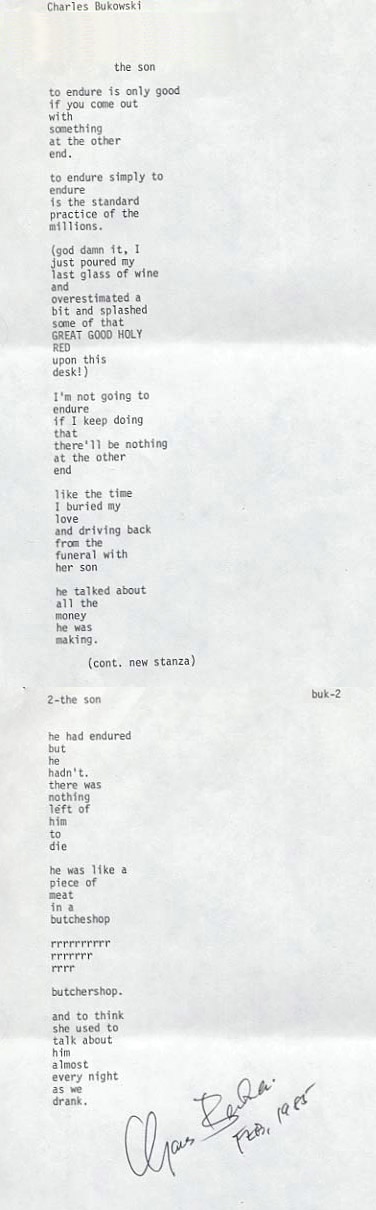 Charles Bukowski
the son
to endure is only good
if you come out
with
something
at the other
end.
to endure simply to
endure
is the standard
practice of the
millions.
(god damn it, I
just poured my
last glass of wine
and
overestimated a
bit and splashed
some of that
GREAT GOOD HOLY
RED
upon this
desk!)
I'm not going to
endure
if I keep doing
that
there'll be nothing
at the other
end
like the time
I buried my
love
and driving back
from the
funeral with
her son
he talked about
all the
money
he was
making.
(cont. new stanza)
2-the son
buk-2
he had endured
but
he
hadn't.
there was
nothing
left of
him
to
die
he was like a
piece of
meat
in a
butcheshop
rrrrrrrrrr
rrrrrrr
rrrr
butchershop.
and to think
she used to
talk about
him
almost
every night
as we
drank.
Feb, 1985